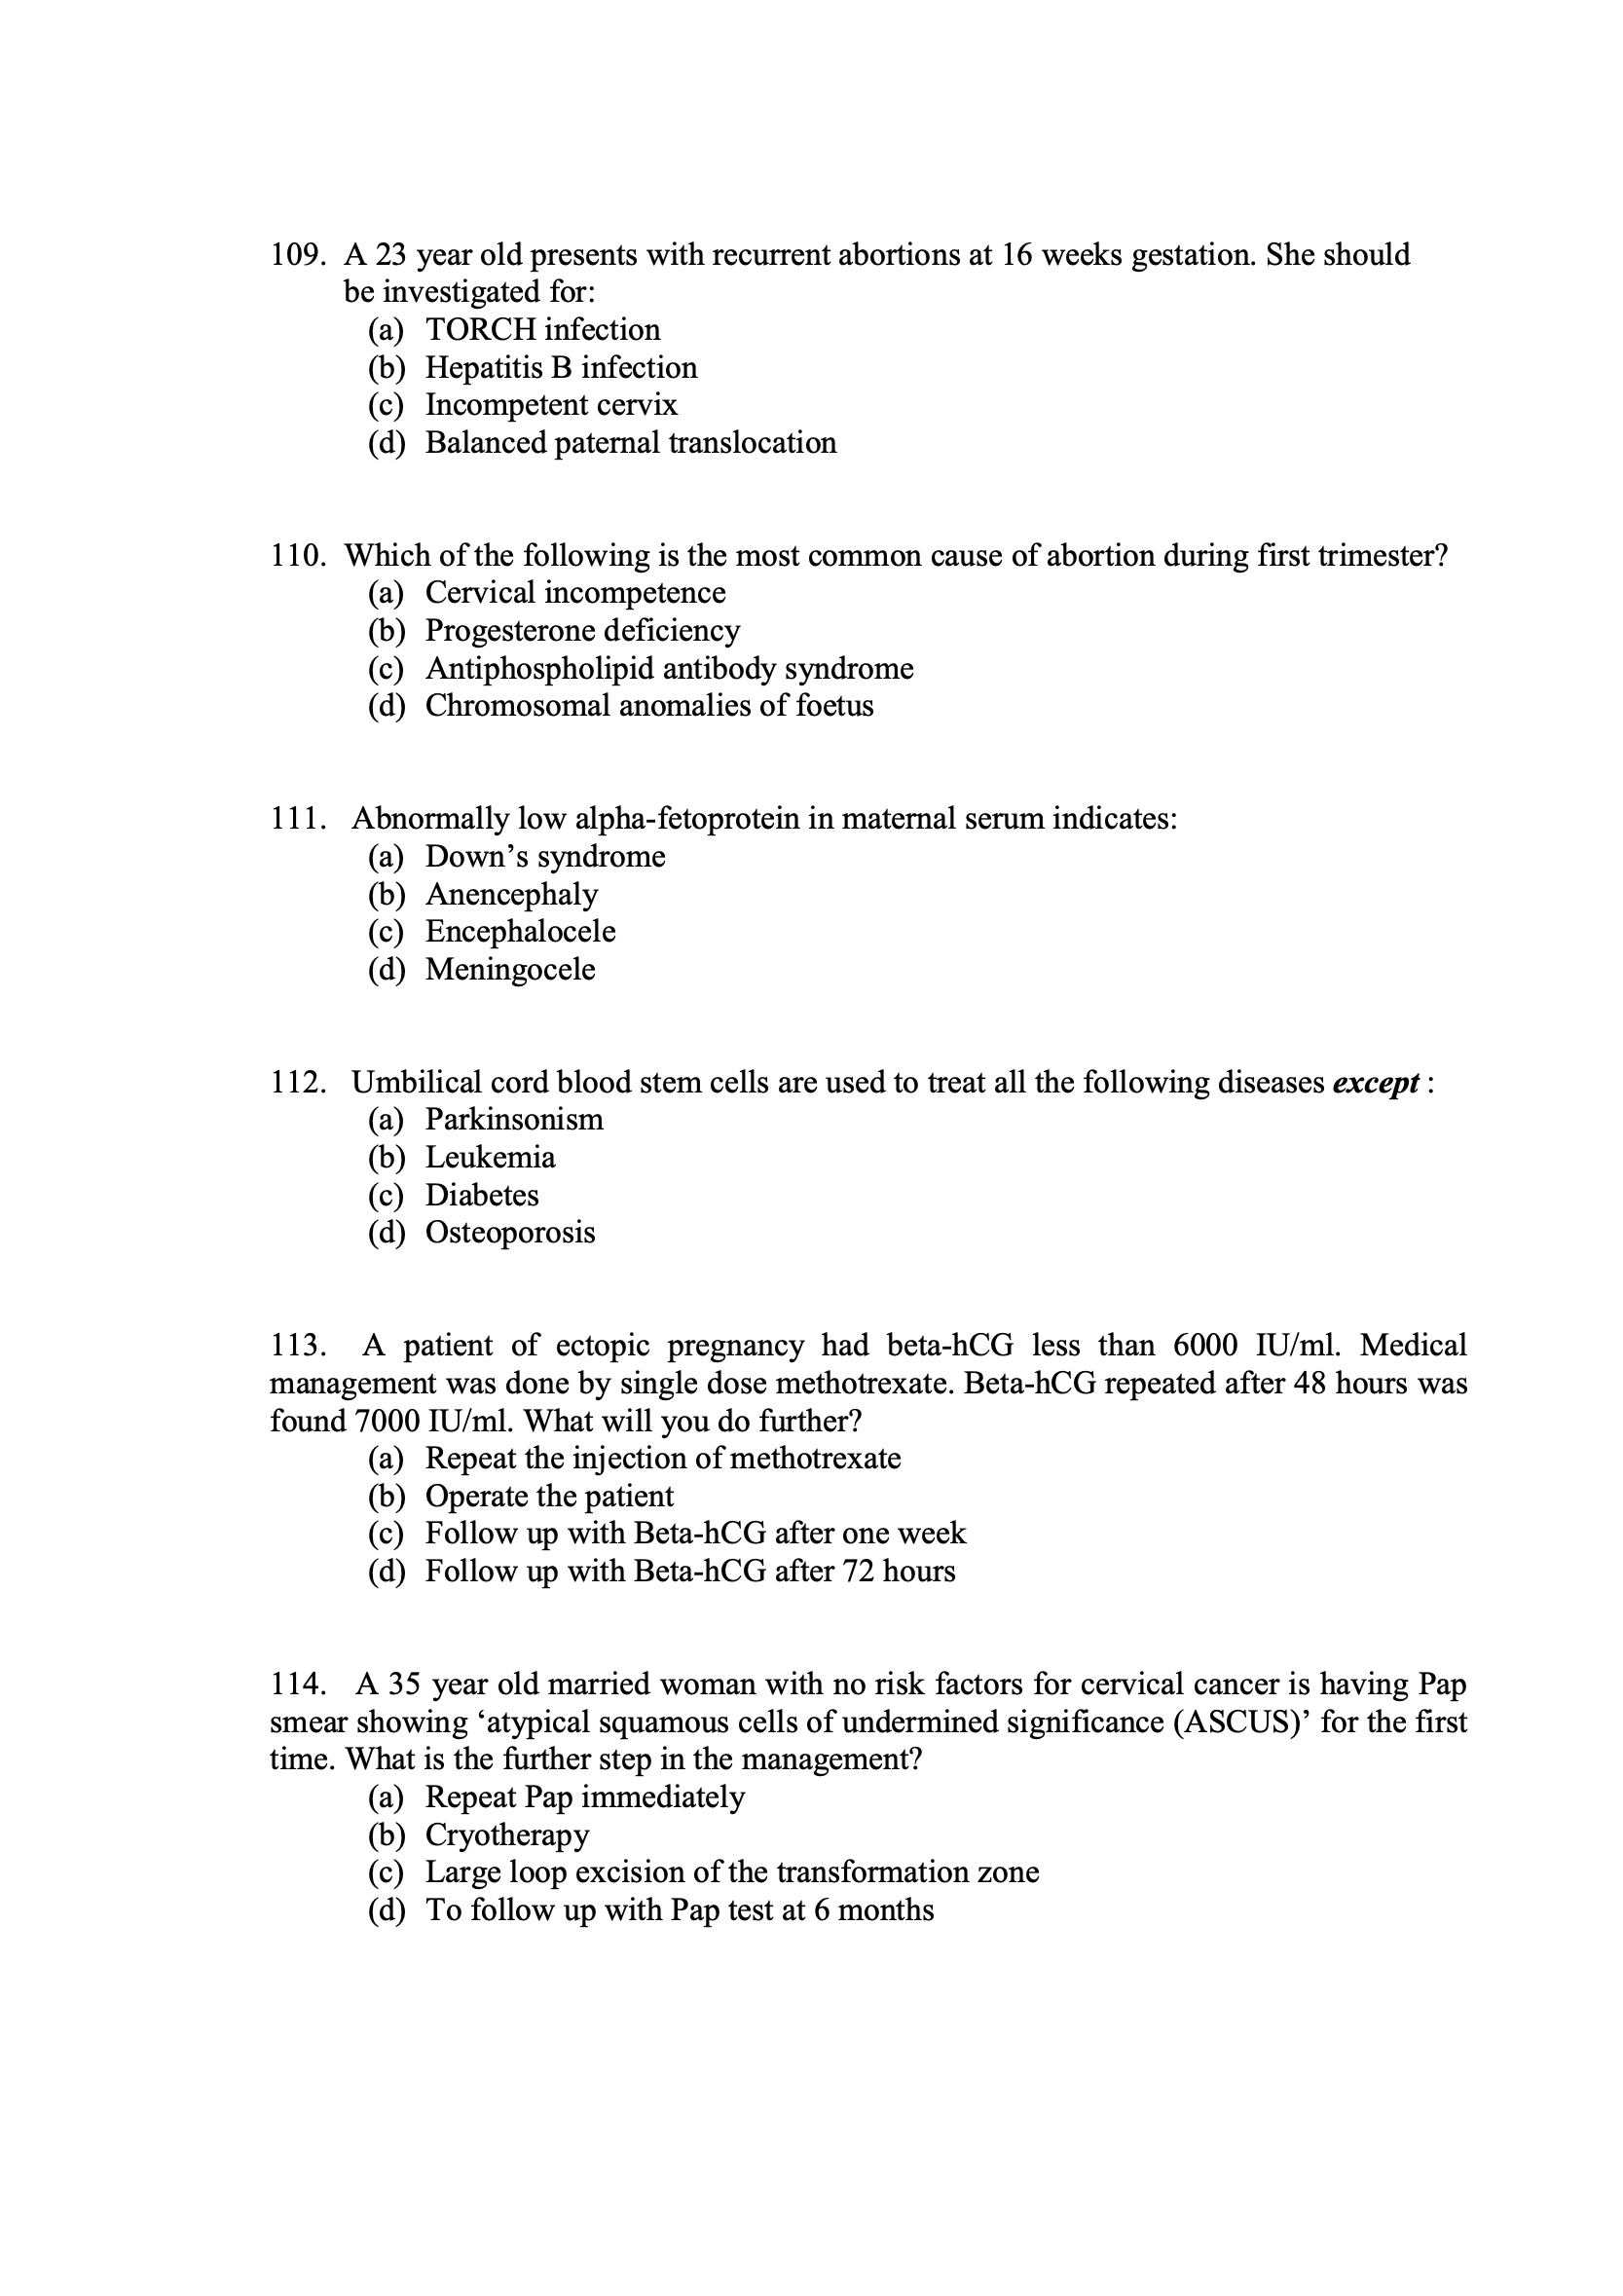 109. A 23 year old presents with recurrent abortions at 16 weeks gestation. She should
be investigated for:
(a) TORCH infection
(b) Hepatitis B infection
(c) Incompetent cervix
(d) Balanced paternal translocation
110. Which of the following is the most common cause of abortion during first trimester?
(a) Cervical incompetence
(b) Progesterone deficiency
(c) Antiphospholipid antibody syndrome
(d) Chromosomal anomalies of foetus
111. Abnormally low alpha-fetoprotein in maternal serum indicates:
(a) Down’s syndrome
(b) Anencephaly
(c) Encephalocele
(d) Meningocele
112. Umbilical cord blood stem cells are used to treat all the following diseases except :
(a) Parkinsonism
(b) Leukemia
(c) Diabetes
(d) Osteoporosis
113. A patient of ectopic pregnancy had beta-hCG less than 6000 IU/ml. Medical
management was done by single dose methotrexate. Beta-hCG repeated after 48 hours was
found 7000 IU/ml. What will you do further?
(a) Repeat the injection of methotrexate
(b) Operate the patient
(c) Follow up with Beta-hCG after one week
(d) Follow up with Beta-hCG after 72 hours
114. A 35 year old married woman with no risk factors for cervical cancer is having Pap
smear showing ‘atypical squamous cells of undermined significance (ASCUS)’ for the first
time. What is the further step in the management?
(a) Repeat Pap immediately
(b) Cryotherapy
(c) Large loop excision of the transformation zone
(d) To follow up with Pap test at 6 months